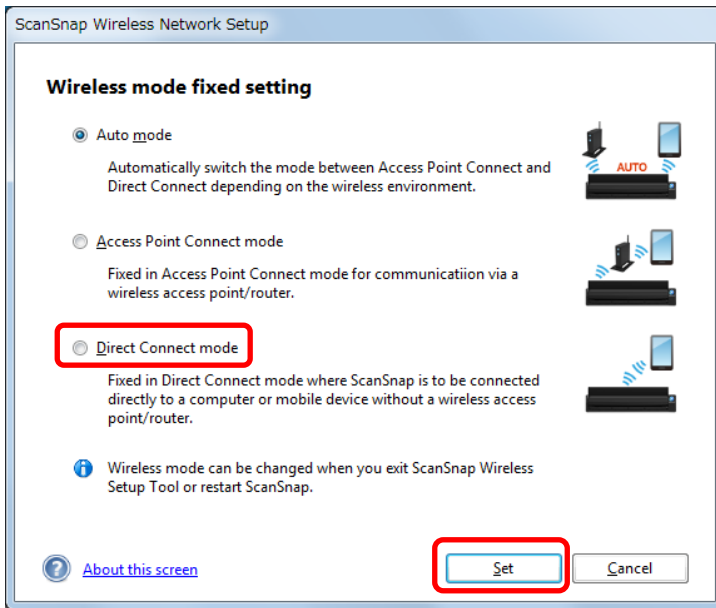 ScanSnap Wireless Network Setup
Wireless mode fixed setting
Auto mode
Automatically switch the mode between Access Point Connect and
Direct Connect depending on the wireless environment.
AUTO
Access Point Connect mode
Fixed in Access Point Connect mode for communicatiion via a
wireless access point/router.
Direct Connect mode
Fixed in Direct Connect mode where ScanSnap is to be connected
directly to a computer or mobile device without a wireless access
point/router.
Wireless mode can be changed when you exit ScanSnap Wireless
Setup Tool or restart ScanSnap.
About this screen
Set
Cancel